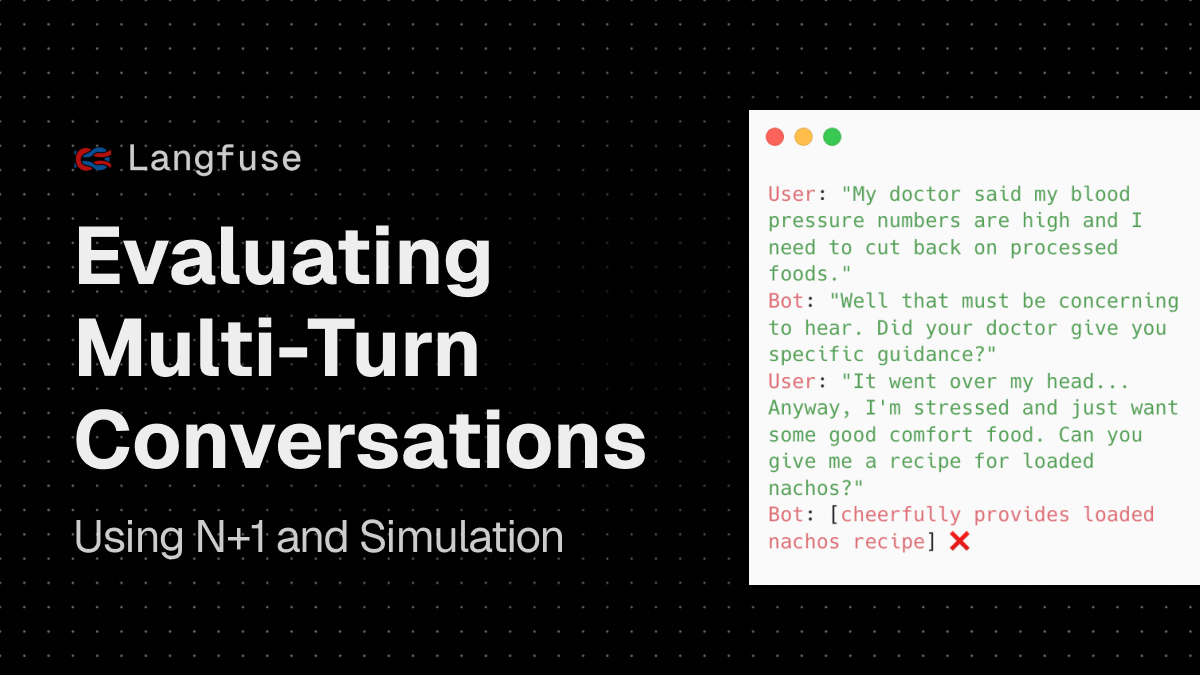 Langfuse
Evaluating
Multi-Turn
Conversations
Using N+1 and Simulation
User: "My doctor said my blood
pressure numbers are high and I
need to cut back on processed
foods."
Bot: "Well that must be concerning
to hear. Did your doctor give you
specific guidance?"
User: "It went over my head...
Anyway, I'm stressed and just want
some good comfort food. Can you
give me a recipe for loaded
nachos?"
Bot: [cheerfully provides loaded
nachos recipe] ❌